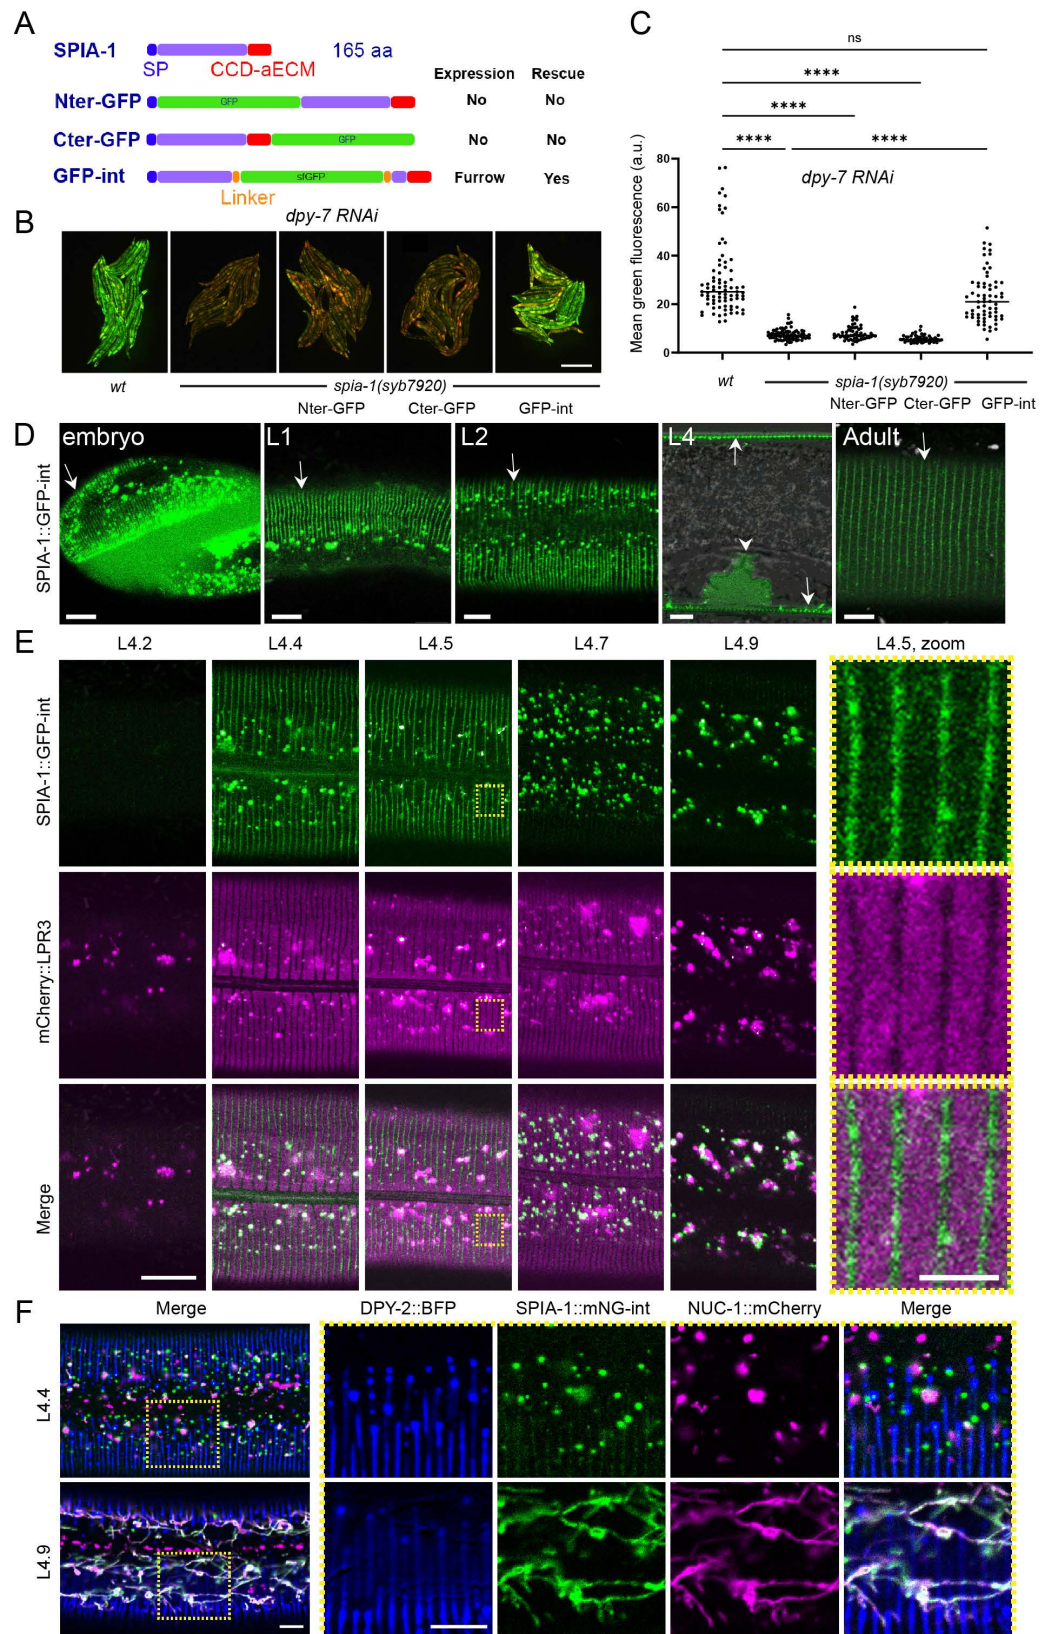 A
SPIA-1
165 aa
SP
CCD-aECM
Expression
Rescue
Nter-GFP
GFP
No
No
Cter-GFP
GFP
No
No
GFP-int
sfGFP
Furrow
Yes
Linker
B
dpy-7 RNAi
wt
spia-1(syb7920)
Nter-GFP
Cter-GFP
GFP-int
C
ns
****
****
****
****
dpy-7 RNAi
Mean green fluorescence (a.u.)
80
60
40
20
0
wt
spia-1(syb7920)
Nter-GFP
Cter-GFP
GFP-int
D
SPIA-1::GFP-int
embryo
L1
L2
L4
Adult
E
L4.2
L4.4
L4.5
L4.7
L4.9
L4.5, zoom
SPIA-1::GFP-int
mCherry::LPR3
Merge
F
Merge
DPY-2::BFP
SPIA-1::mNG-int
NUC-1::mCherry
Merge
L4.4
L4.9